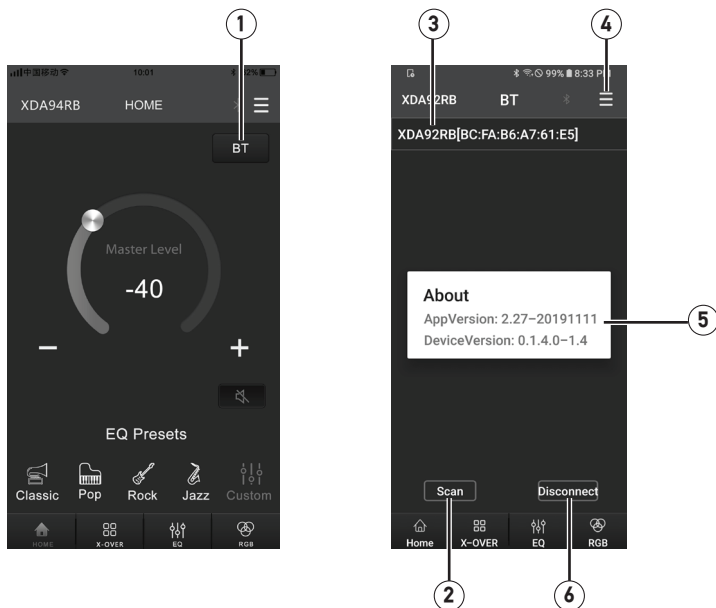 1
3
4
中国移动
10:01
XDA94RB HOME
BT
Master Level
-40
− +
EQ Presets
Classic Pop Rock Jazz Custom
HOME X-OVER EQ RGB
99% 8:33
XDA92RB BT
XDA92RB[BC:FA:B6:A7:61:E5]
About
AppVersion: 2.27–20191111
DeviceVersion: 0.1.4.0–1.4
5
Scan Disconnect
Home X-OVER EQ RGB
2
6